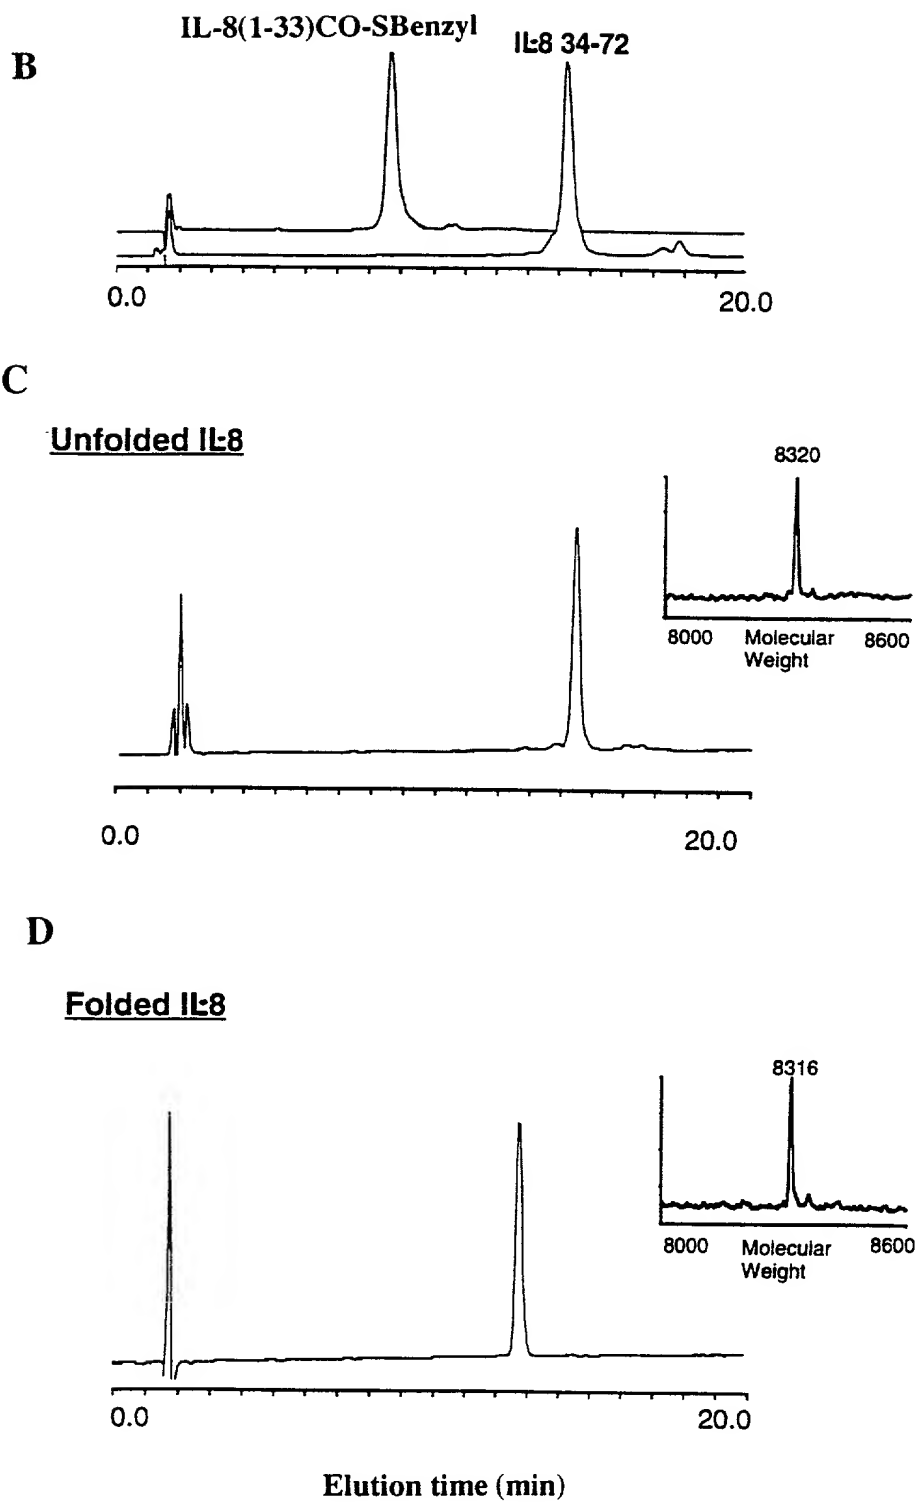 B
IL-8(1-33)CO-SBenzyl
IL-8 34-72
0.0
20.0
C
Unfolded IL-8
8320
8000
Molecular
Weight
8600
0.0
20.0
D
Folded IL-8
8316
8000
Molecular
Weight
8600
0.0
20.0
Elution time (min)